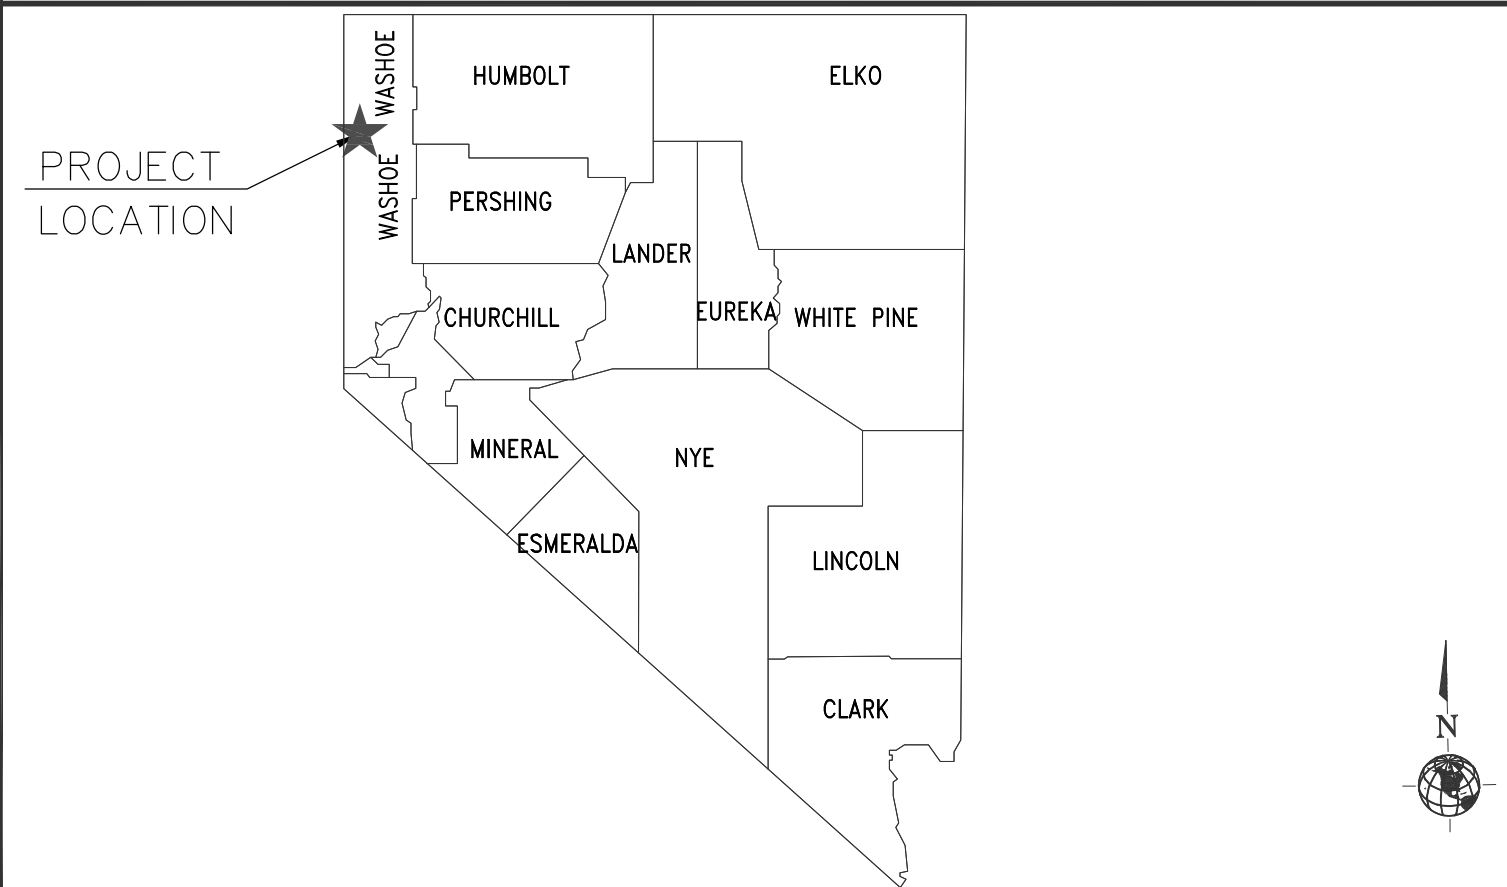 WASHOE
HUMBOLT
ELKO
PROJECT
LOCATION
WASHOE
PERSHING
LANDER
EUREKA
WHITE PINE
CHURCHILL
MINERAL
NYE
ESMERALDA
LINCOLN
CLARK
N